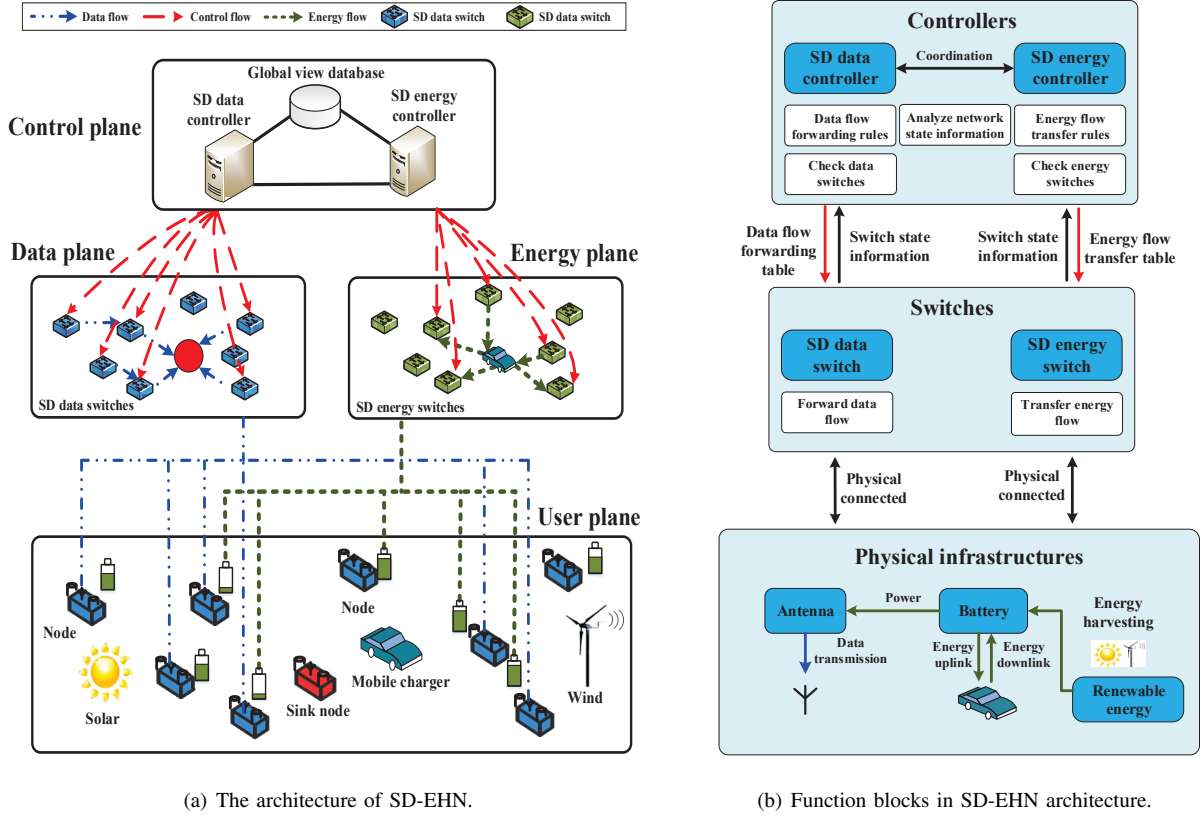 Data flow
Control flow
Energy flow
SD data switch
SD data switch
Global view database
SD data
controller
SD energy
controller
Control plane
Data plane
Energy plane
SD data switches
SD energy switches
User plane
Node
Solar
Node
Sink node
Mobile charger
Wind
(a) The architecture of SD-EHN.
Controllers
SD data
controller
Coordination
SD energy
controller
Data flow
forwarding rules
Analyze network
state information
Energy flow
transfer rules
Check data
switches
Check energy
switches
Data flow
forwarding
table
Switch state
information
Switch state
information
Energy flow
transfer table
Switches
SD data
switch
SD energy
switch
Forward data
flow
Transfer energy
flow
Physical
connected
Physical
connected
Physical infrastructures
Antenna
Power
Battery
Energy
harvesting
Data
transmission
Energy
uplink
Energy
downlink
Renewable
energy
(b) Function blocks in SD-EHN architecture.